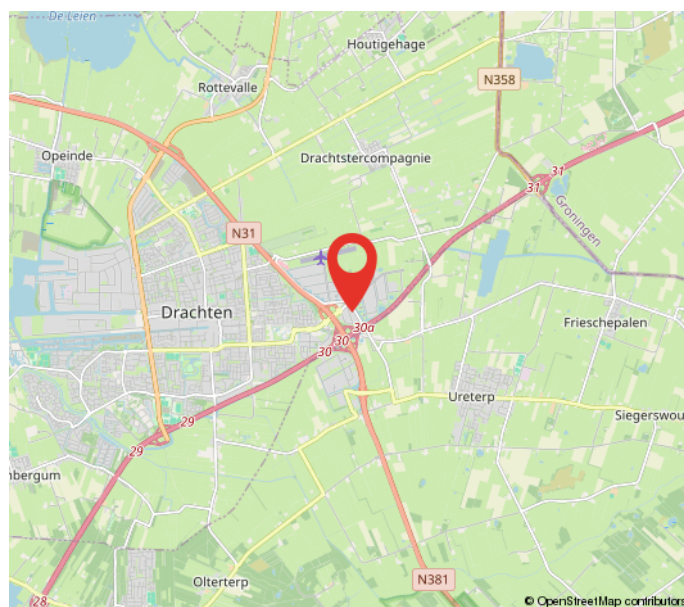 De Leien
Houtigehage
N358
Rottevalle
Opeinde
Drachtstercompagnie
31
31
Groningen
N31
Drachten
30a
30
30
Frieschepalen
Ureterp
Siegerswou
29
29
nbergum
Olterterp
N381
28
© OpenStreetMap contributors